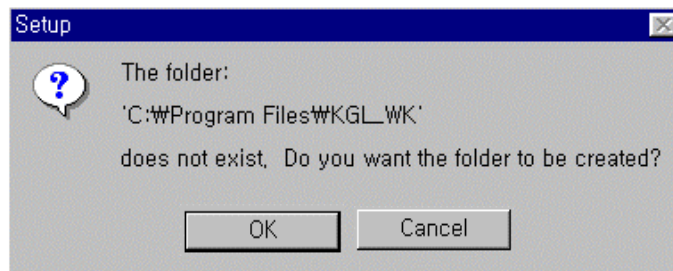 Setup
The folder:
'C:₩Program Files₩KGL_WK'
does not exist, Do you want the folder to be created?
OK
Cancel